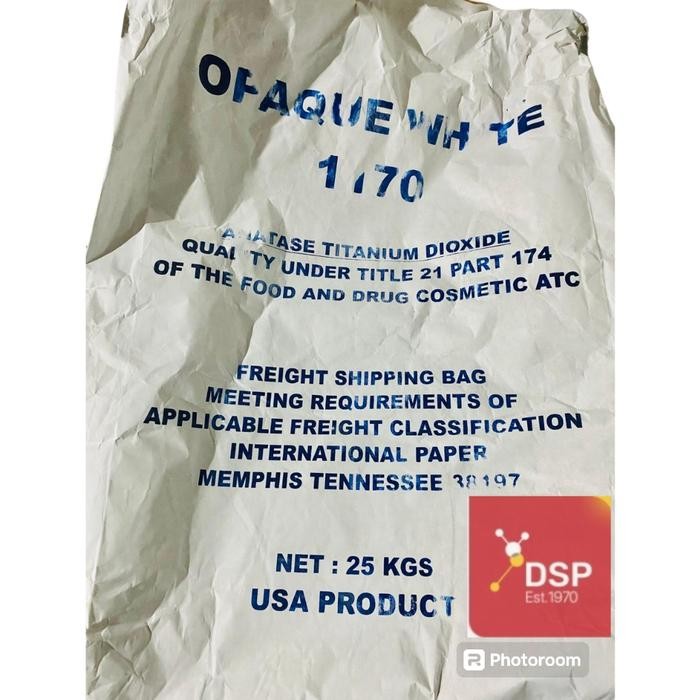 OPAQUE WHITE
1170
ANATASE TITANIUM DIOXIDE
QUALITY UNDER TITLE 21 PART 174
OF THE FOOD AND DRUG COSMETIC ATC
FREIGHT SHIPPING BAG
MEETING REQUIREMENTS OF
APPLICABLE FREIGHT CLASSIFICATION
INTERNATIONAL PAPER
MEMPHIS TENNESSEE 38197
NET : 25 KGS
USA PRODUCT
DSP
Est.1970
Photoroom